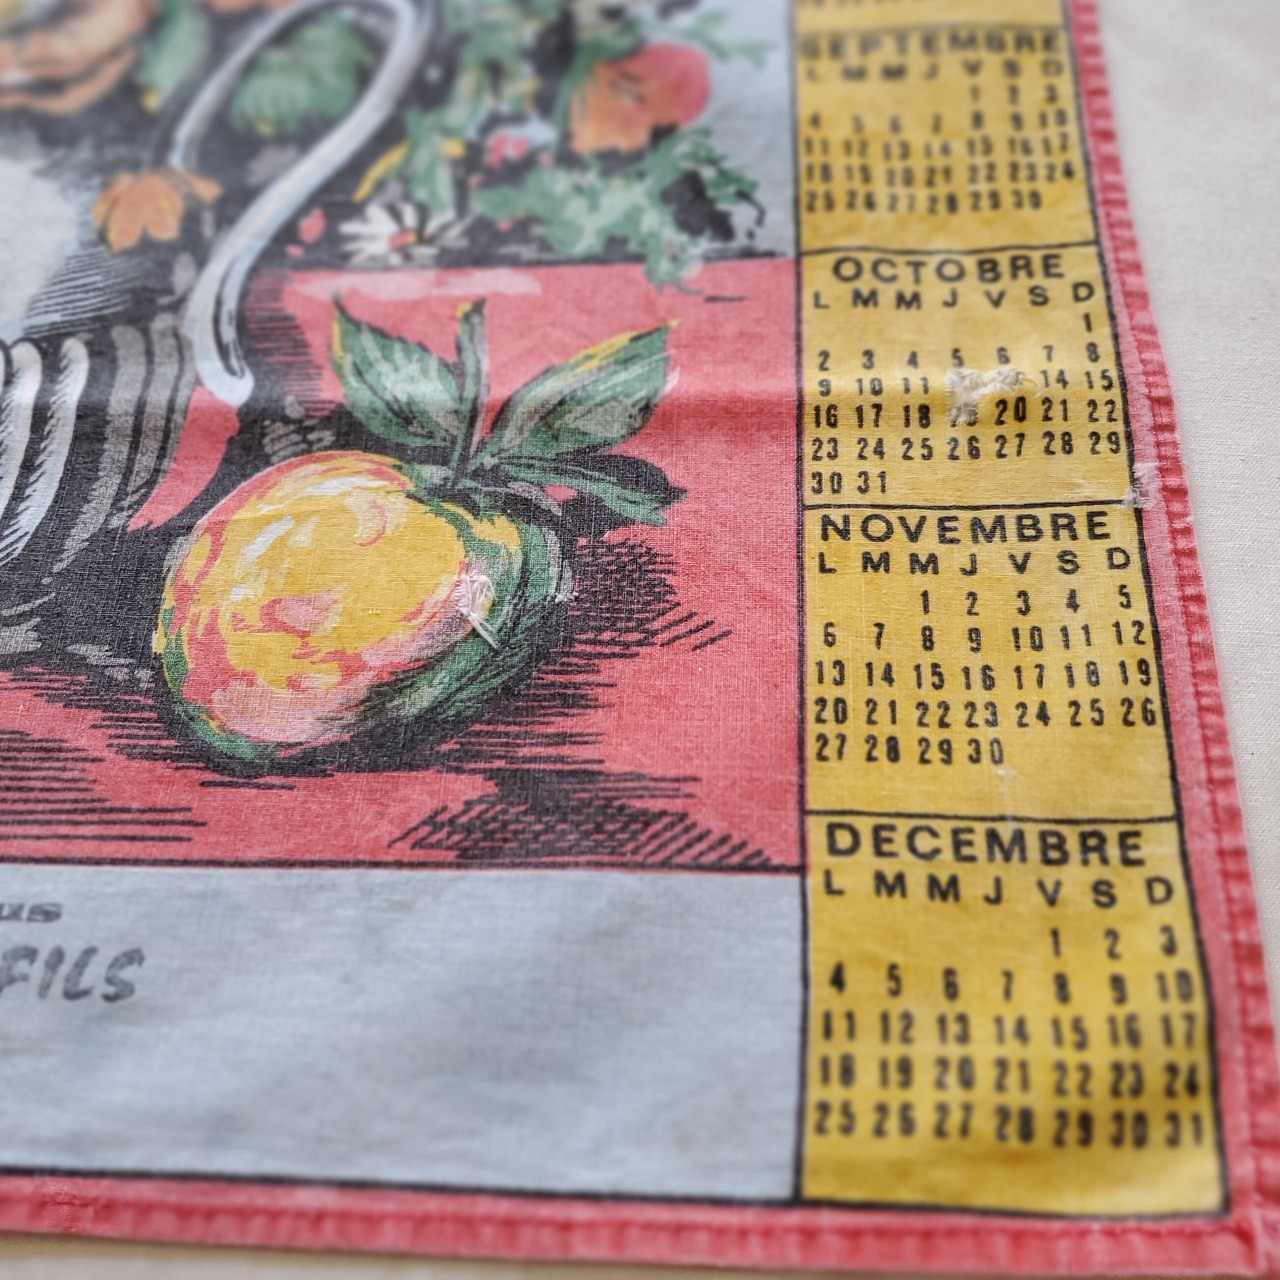 SEPTEMBRE
L M M J V S D
1 2 3
4 5 6 7 8 9 10
11 12 13 14 15 16 17
18 19 20 21 22 23 24
25 26 27 28 29 30
OCTOBRE
L M M J V S D
1
2 3 4 5 6 7 8
9 10 11 14 15
16 17 18 20 21 22
23 24 25 26 27 28 29
30 31
NOVEMBRE
L M M J V S D
1 2 3 4 5
6 7 8 9 10 11 12
13 14 15 16 17 18 19
20 21 22 23 24 25 26
27 28 29 30
DECEMBRE
L M M J V S D
1 2 3
4 5 6 7 8 9 10
11 12 13 14 15 16 17
18 19 20 21 22 23 24
25 26 27 28 29 30 31
us
FILS